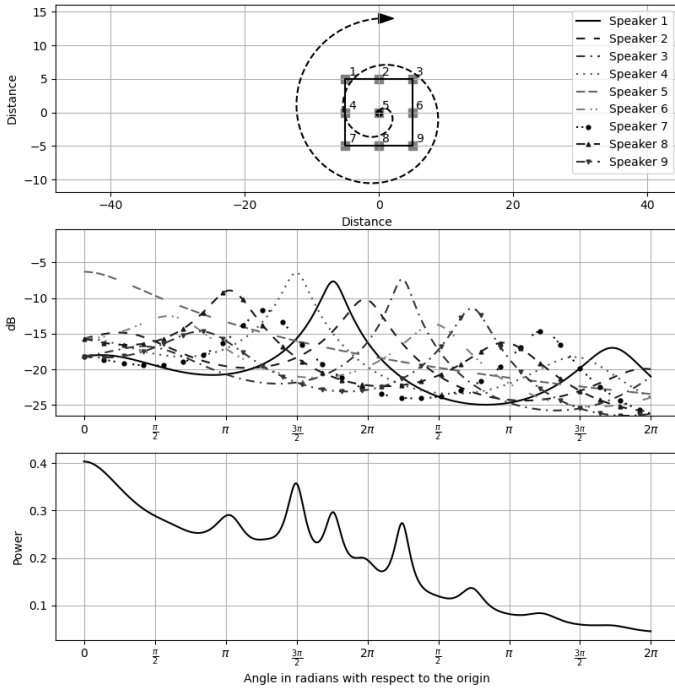 15
10
5
0
−5
−10
Distance
−40
−20
0
20
40
Distance
1
2
3
4
5
6
7
8
9
Speaker 1
Speaker 2
Speaker 3
Speaker 4
Speaker 5
Speaker 6
Speaker 7
Speaker 8
Speaker 9
−5
−10
−15
−20
−25
dB
0
π/2
π
3π/2
2π
π/2
π
3π/2
2π
0.4
0.3
0.2
0.1
Power
0
π/2
π
3π/2
2π
π/2
π
3π/2
2π
Angle in radians with respect to the origin